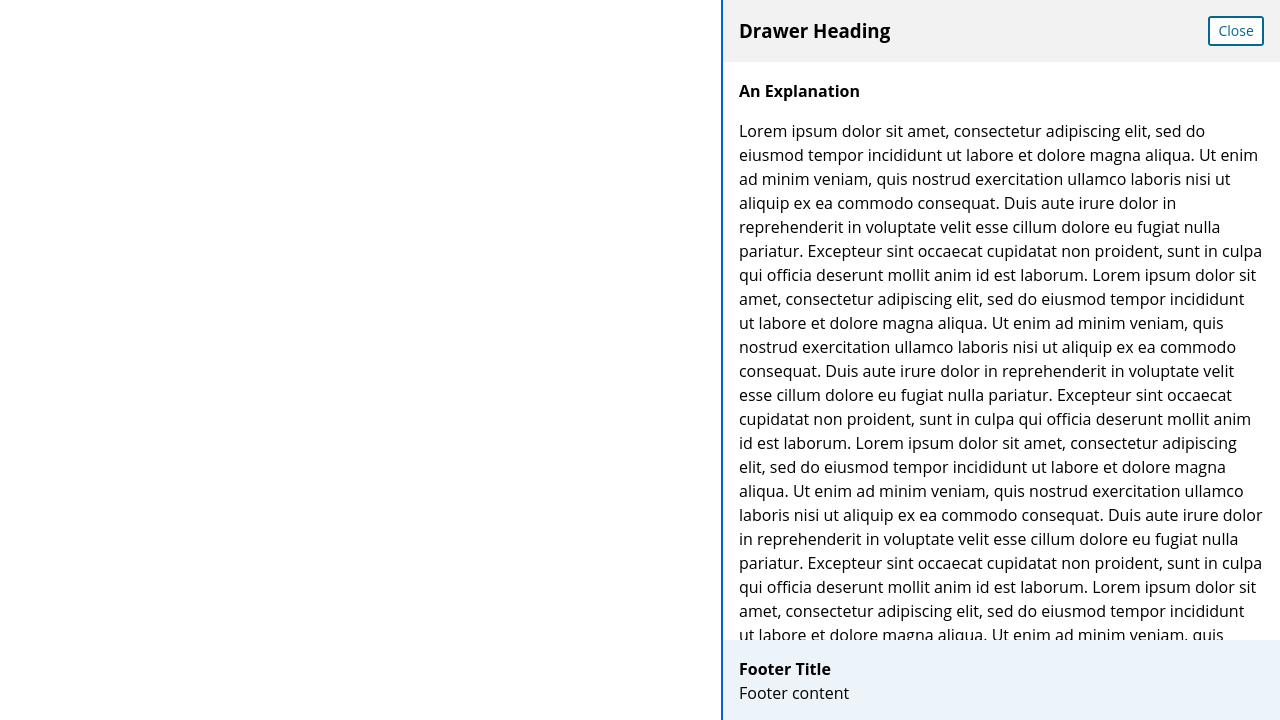 Drawer Heading
Close
An Explanation
Lorem ipsum dolor sit amet, consectetur adipiscing elit, sed do
eiusmod tempor incididunt ut labore et dolore magna aliqua. Ut enim
ad minim veniam, quis nostrud exercitation ullamco laboris nisi ut
aliquip ex ea commodo consequat. Duis aute irure dolor in
reprehenderit in voluptate velit esse cillum dolore eu fugiat nulla
pariatur. Excepteur sint occaecat cupidatat non proident, sunt in culpa
qui officia deserunt mollit anim id est laborum. Lorem ipsum dolor sit
amet, consectetur adipiscing elit, sed do eiusmod tempor incididunt
ut labore et dolore magna aliqua. Ut enim ad minim veniam, quis
nostrud exercitation ullamco laboris nisi ut aliquip ex ea commodo
consequat. Duis aute irure dolor in reprehenderit in voluptate velit
esse cillum dolore eu fugiat nulla pariatur. Excepteur sint occaecat
cupidatat non proident, sunt in culpa qui officia deserunt mollit anim
id est laborum. Lorem ipsum dolor sit amet, consectetur adipiscing
elit, sed do eiusmod tempor incididunt ut labore et dolore magna
aliqua. Ut enim ad minim veniam, quis nostrud exercitation ullamco
laboris nisi ut aliquip ex ea commodo consequat. Duis aute irure dolor
in reprehenderit in voluptate velit esse cillum dolore eu fugiat nulla
pariatur. Excepteur sint occaecat cupidatat non proident, sunt in culpa
qui officia deserunt mollit anim id est laborum. Lorem ipsum dolor sit
amet, consectetur adipiscing elit, sed do eiusmod tempor incididunt
ut labore et dolore magna aliqua. Ut enim ad minim veniam, quis
Footer Title
Footer content